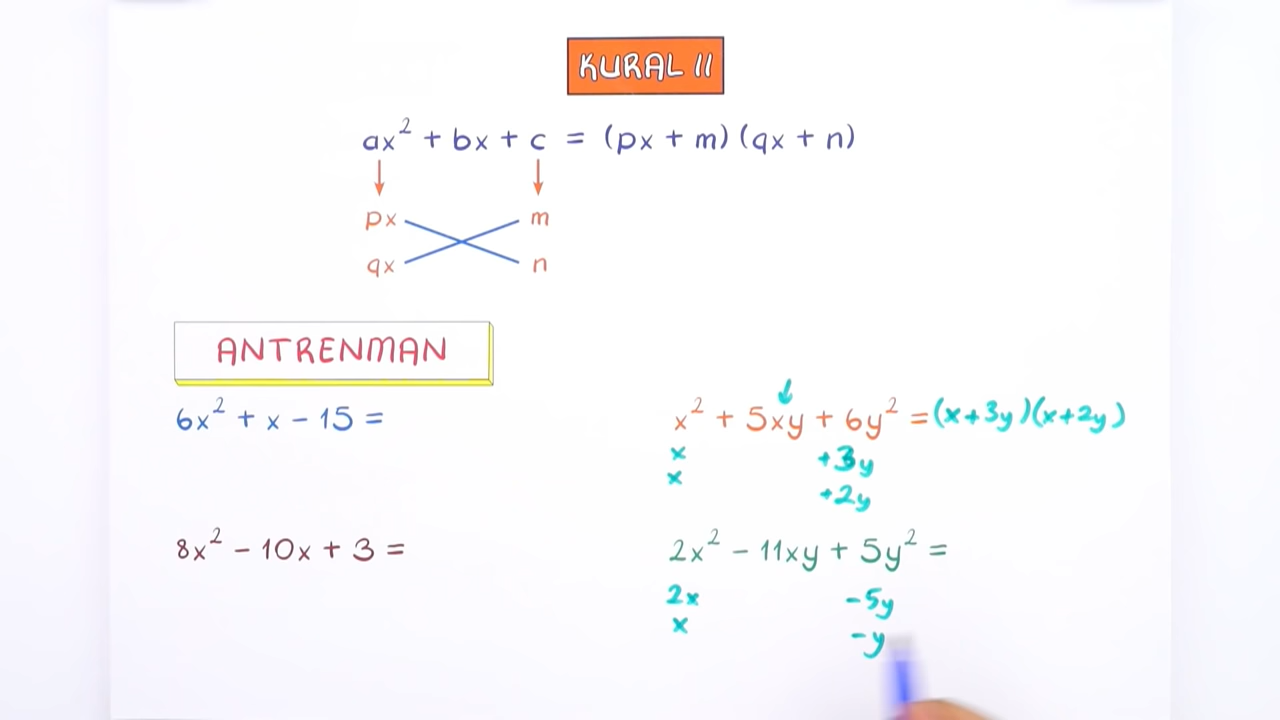 KURAL II
ax² + bx + c = (px + m)(qx + n)
px m
qx n
ANTRENMAN
6x² + x - 15 =
x² + 5xy + 6y² = (x+3y)(x+2y)
x +3y
x +2y
8x² - 10x + 3 =
2x² - 11xy + 5y² =
2x -5y
x -y